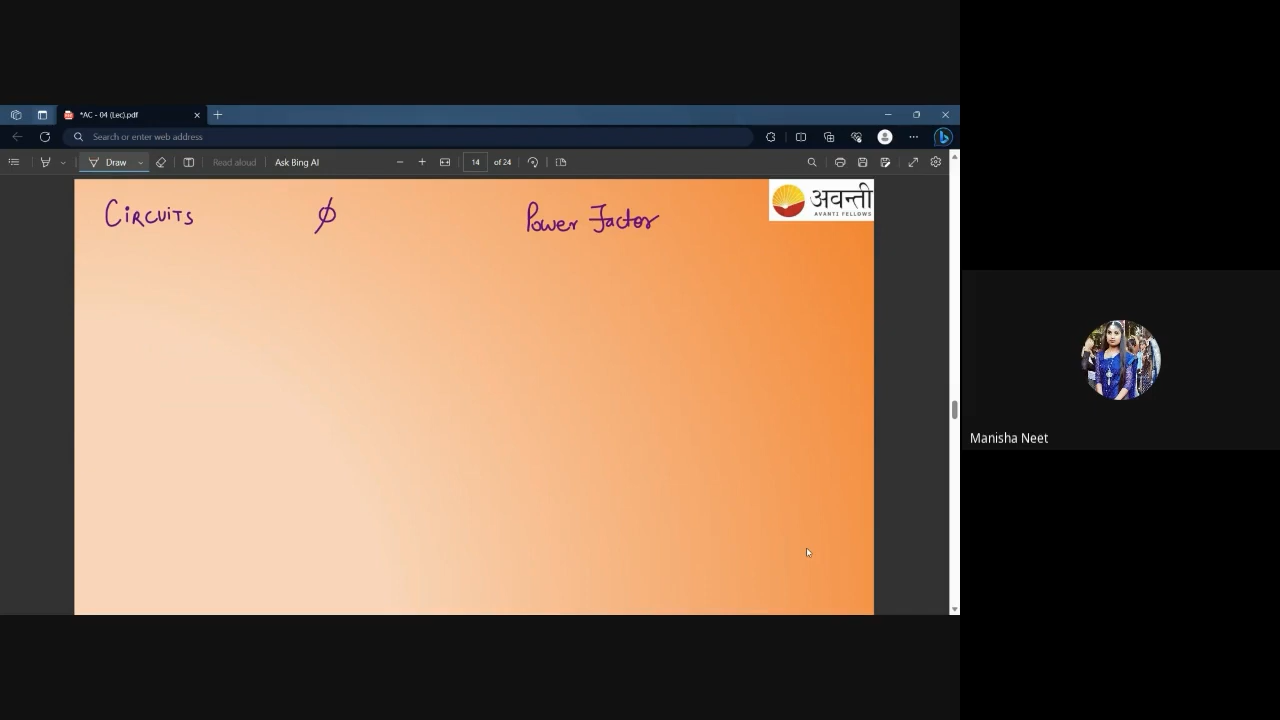 *AC - 04 (Lec).pdf
Search or enter web address
Draw
Read aloud
Ask Bing AI
14 of 24
Circuits ϕ Power Factor
अवन्ती
AVANTI FELLOWS
Manisha Neet